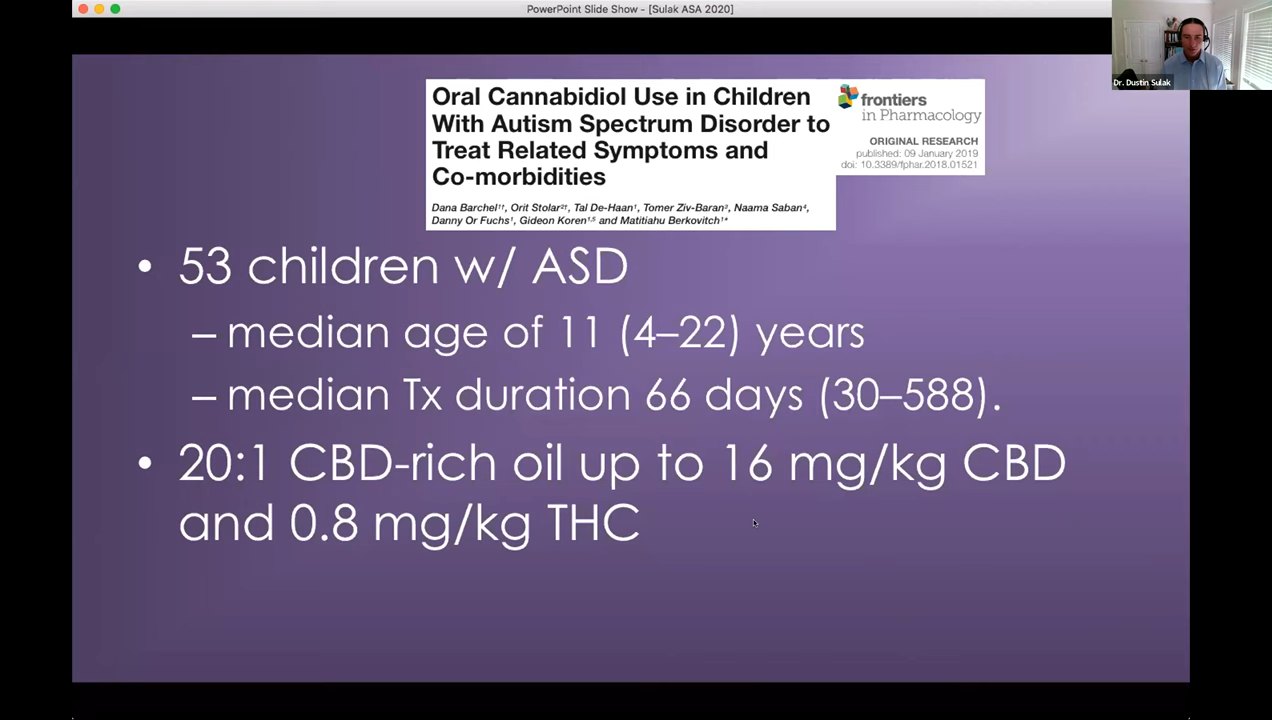 PowerPoint Slide Show - [Sulak ASA 2020]
Dr. Dustin Sulak
Oral Cannabidiol Use in Children
With Autism Spectrum Disorder to
Treat Related Symptoms and
Co-morbidities
Dana Barchel¹†, Orit Stolar²†, Tal De-Haan¹, Tomer Ziv-Baran³, Naama Saban⁴,
Danny Or Fuchs¹, Gideon Koren¹,⁵ and Matitiahu Berkovitch¹*
frontiers
in Pharmacology
ORIGINAL RESEARCH
published: 09 January 2019
doi: 10.3389/fphar.2018.01521
• 53 children w/ ASD
– median age of 11 (4–22) years
– median Tx duration 66 days (30–588).
• 20:1 CBD-rich oil up to 16 mg/kg CBD
and 0.8 mg/kg THC